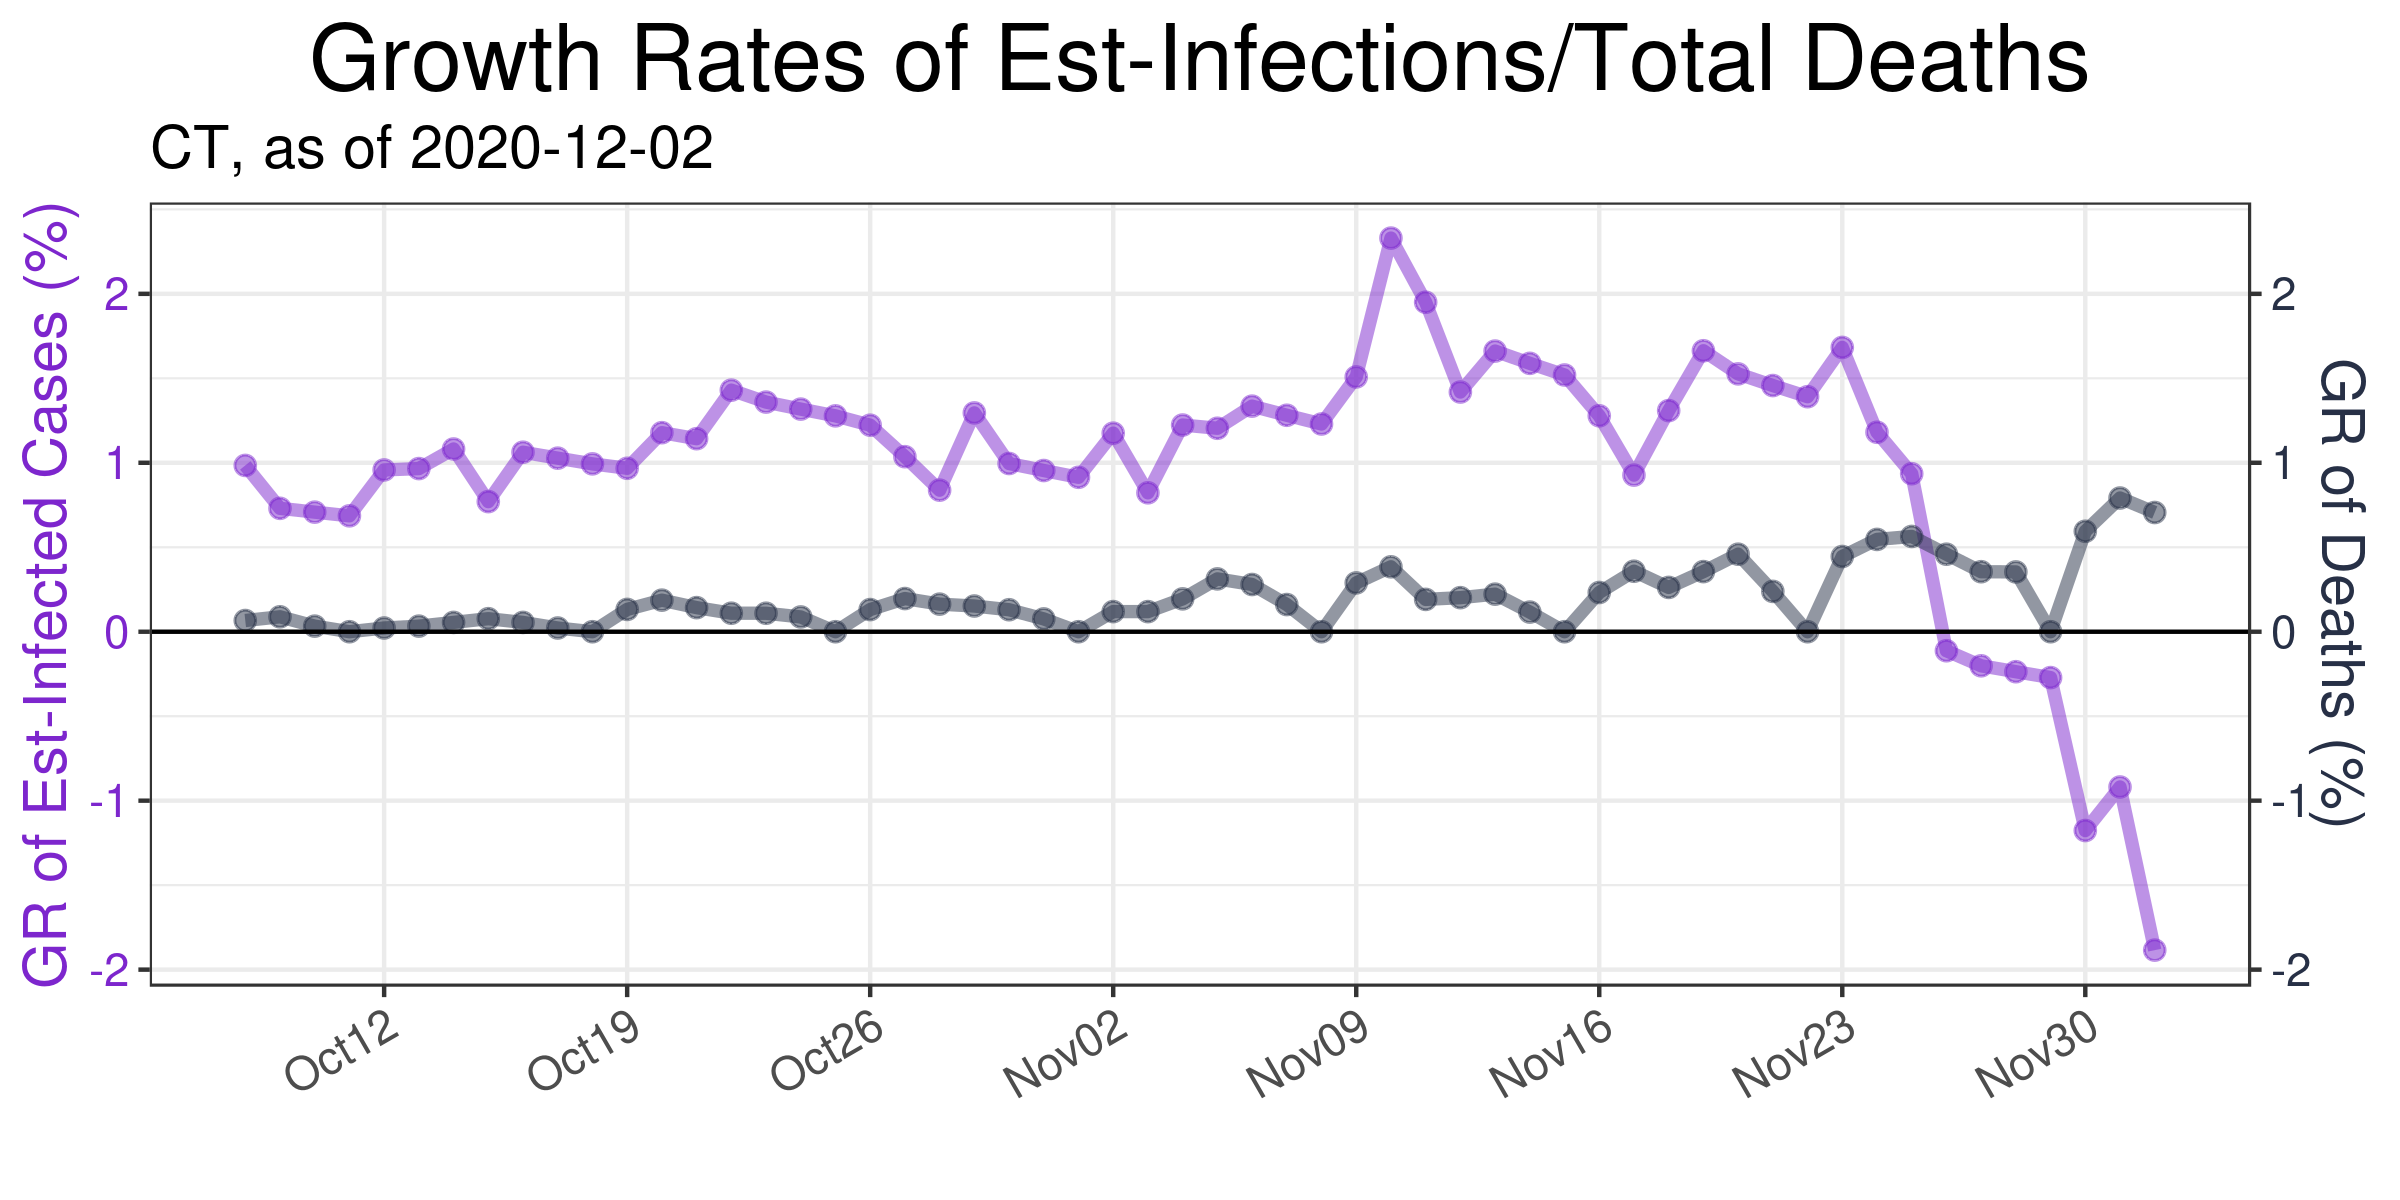 Growth Rates of Est-Infections/Total Deaths
CT, as of 2020-12-02
GR of Est-Infected Cases (%)
2
1
0
-1
-2
2
1
0
-1
-2
GR of Deaths (%)
Oct12
Oct19
Oct26
Nov02
Nov09
Nov16
Nov23
Nov30